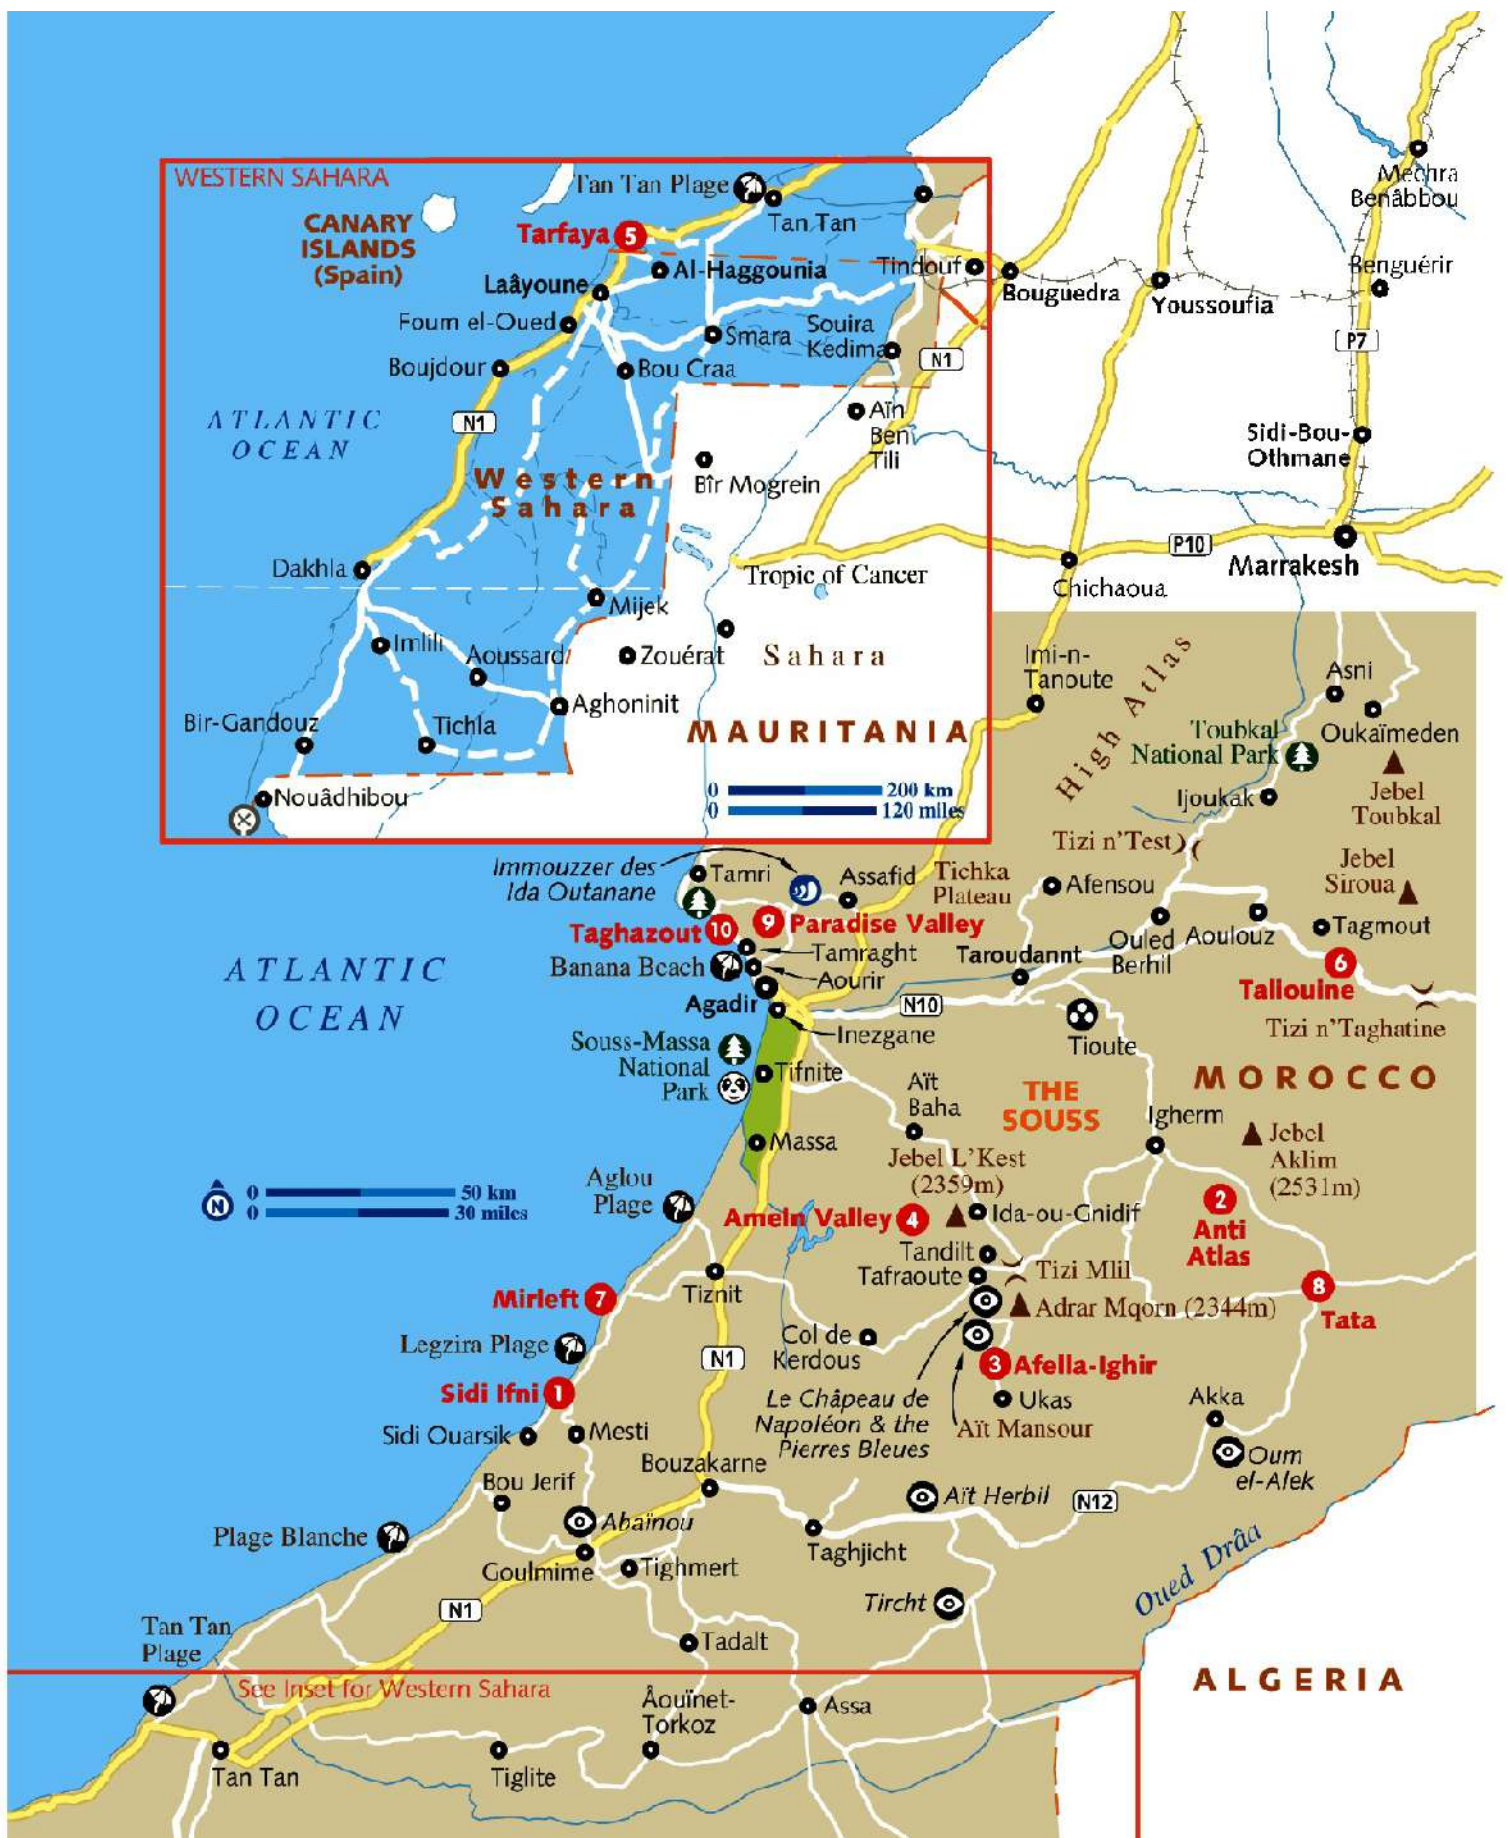 WESTERN SAHARA
CANARY
ISLANDS
(Spain)
Tan Tan Plage
Tan Tan
Tarfaya 5
Al-Haggounia
Tindouf
Laâyoune
Foum el-Oued
Smara
Souira
Kedima
Boujdour
Bou Craa
N1
N1
ATLANTIC
OCEAN
Aïn
Ben
Tili
Western
Sahara
Bîr Mogrein
Dakhla
Tropic of Cancer
Mijek
Imlili
Aoussard
Zouérat
Sahara
Aghoninit
Bir-Gandouz
Tichla
MAURITANIA
Nouâdhibou
0 200 km
0 120 miles
Mechra
Benâbbou
Benguérir
Bouguedra
Youssoufia
P7
Sidi-Bou-
Othmane
P10
Marrakesh
Chichaoua
Imi-n-
Tanoute
High Atlas
Asni
Toubkal
National Park
Oukaïmeden
Ijoukak
Jebel
Toubkal
Tizi n'Test
Jebel
Siroua
Immouzzer des
Ida Outanane
Tamri
Assafid
Tichka
Plateau
Afensou
Taghazout 10
9 Paradise Valley
Tamraght
Banana Beach
Aourir
Taroudannt
Ouled
Berhil
Aoulouz
Tagmout
6
Taliouine
Agadir
N10
Inezgane
Tizi n'Taghatine
Tioute
Souss-Massa
National
Park
Tifnite
ATLANTIC
OCEAN
MOROCCO
THE
SOUSS
Aït
Baha
Igherm
Massa
Jebel
Aklim
(2531m)
Jebel L'Kest
(2359m)
Aglou
Plage
N
0 50 km
0 30 miles
Ameln Valley 4
Ida-ou-Gnidif
2
Anti
Atlas
Tandilt
Tafraoute
Tizi Mlil
Mirleft 7
Tiznit
Adrar Mqorn (2344m)
8
Tata
Legzira Plage
Col de
Kerdous
N1
3 Afella-Ighir
Sidi Ifni 1
Le Châpeau de
Napoléon & the
Pierres Bleues
Ukas
Aït Mansour
Akka
Sidi Ouarsik
Mesti
Oum
el-Alek
Bouzakarne
Bou Jerif
Aït Herbil
N12
Abaïnou
Plage Blanche
Taghjicht
Goulmime
Tighmert
Oued Drâa
Tircht
N1
Tan Tan
Plage
Tadalt
ALGERIA
See Inset for Western Sahara
Âouïnet-
Torkoz
Assa
Tan Tan
Tiglite